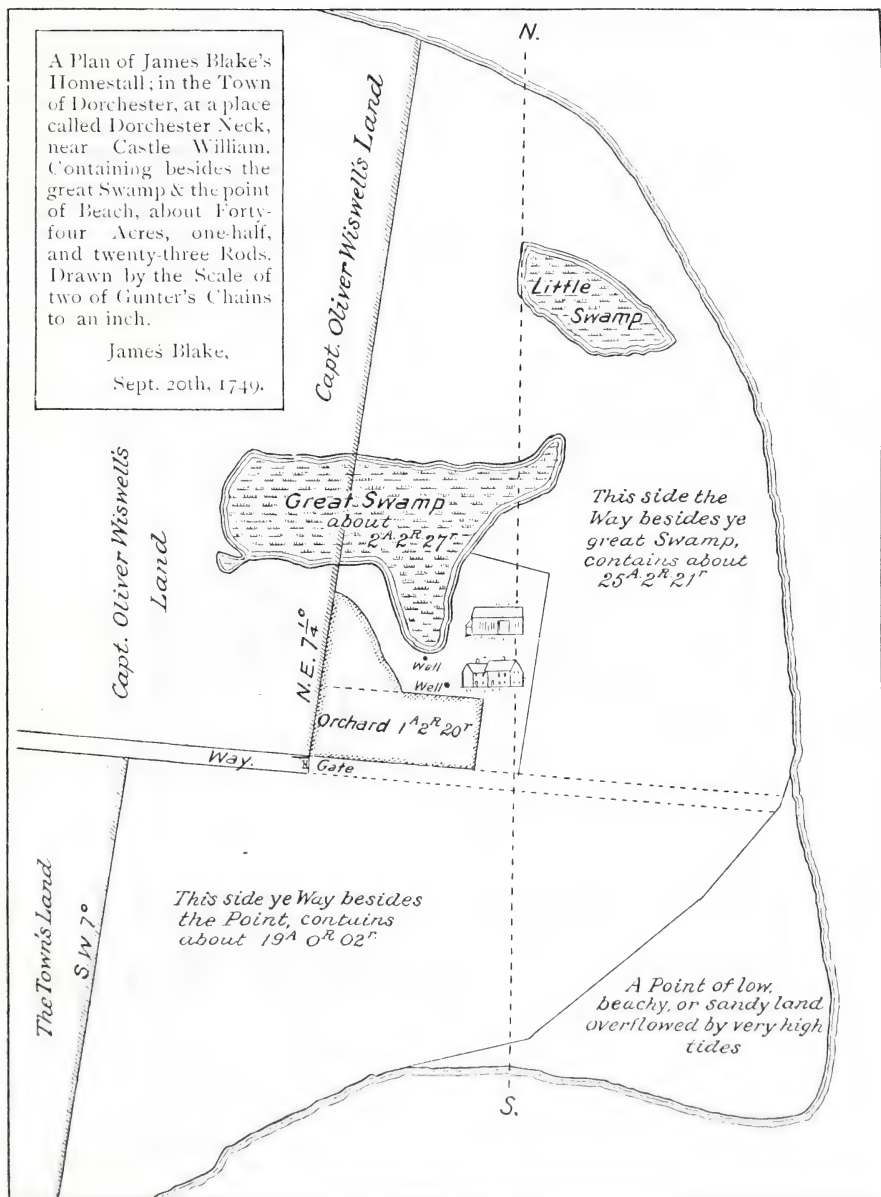 A Plan of James Blake's
Homestall; in the Town
of Dorchester, at a place
called Dorchester Neck,
near Castle William.
Containing besides the
great Swamp & the point
of Beach, about Forty-
four Acres, one-half,
and twenty-three Rods.
Drawn by the Scale of
two of Gunter's Chains
to an inch.
James Blake,
Sept. 20th, 1749.
N.
Capt. Oliver Wiswell's Land
Little
Swamp
Capt. Oliver Wiswell's
Land
Great Swamp
about
2A. 2R 27r.
This side the
Way besides ye
great Swamp,
contains about
25A. 2R 21r
N.E. 7 1/4°
Well
Well
Orchard 1A 2R 20r
Way.
Gate
The Town's Land
S.W. 7°
This side ye Way besides
the Point, contains
about 19A 0R 02r.
A Point of low,
beachy, or sandy land
overflowed by very high
tides
S.